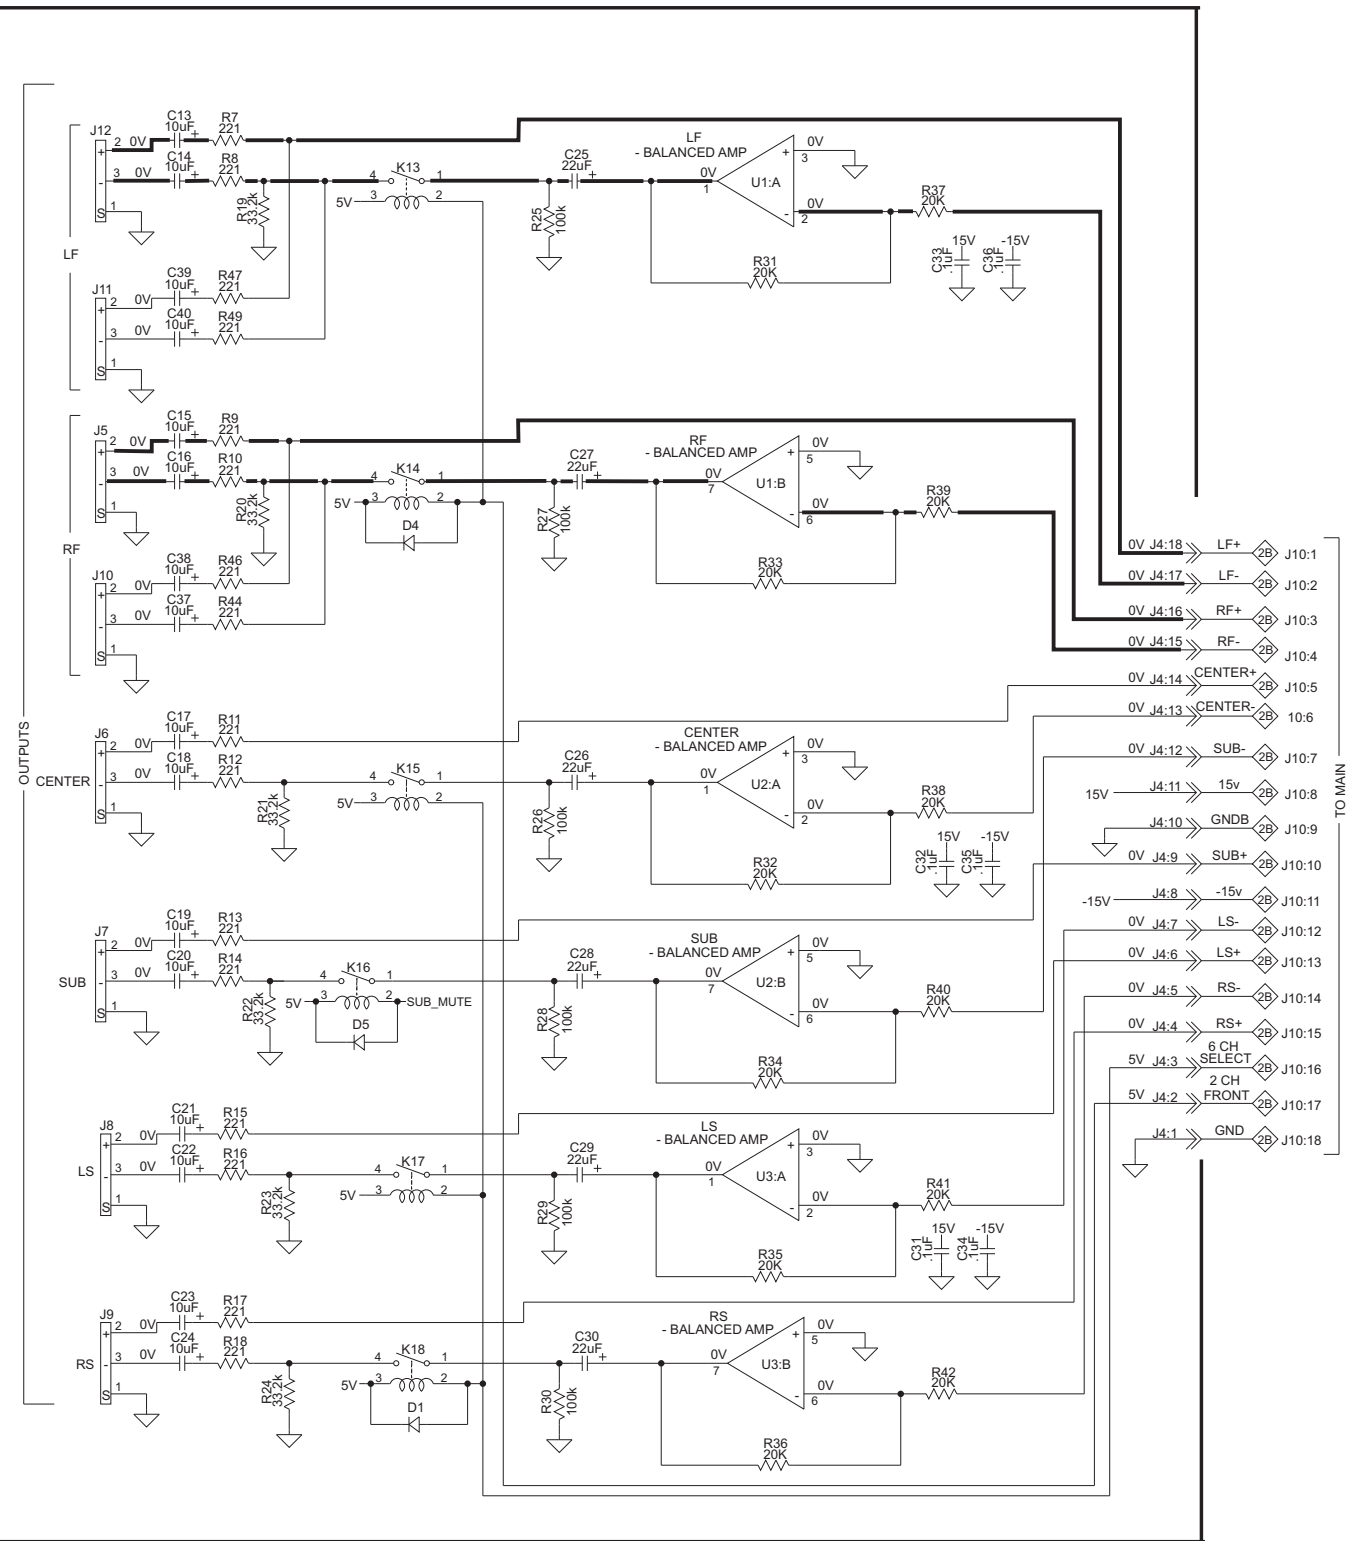 OUTPUTS
LF
J12
+
-
S
2 0V
3 0V
1
C13
10uF
+
R7
221
C14
10uF
+
R8
221
R19
33.2k
4 K13 1
5V 3 2
R25
100k
C25
22uF
+
LF
- BALANCED AMP
U1:A
0V
1
+
0V
3
-
0V
2
R37
20K
R31
20K
C33
.1uF
15V
C36
.1uF
-15V
J11
+
-
S
2 0V
3 0V
1
C39
10uF
+
R47
221
C40
10uF
+
R49
221
RF
J5
+
-
S
2 0V
3 0V
1
C15
10uF
+
R9
221
C16
10uF
+
R10
221
R20
33.2k
4 K14 1
5V 3 2
D4
R27
100k
C27
22uF
+
RF
- BALANCED AMP
U1:B
0V
7
+
0V
5
-
0V
6
R39
20K
R33
20K
J10
+
-
S
2 0V
3 0V
1
C38
10uF
+
R46
221
C37
10uF
+
R44
221
CENTER
J6
+
-
S
2 0V
3 0V
1
C17
10uF
+
R11
221
C18
10uF
+
R12
221
R21
33.2k
4 K15 1
5V 3 2
R26
100k
C26
22uF
+
CENTER
- BALANCED AMP
U2:A
0V
1
+
0V
3
-
0V
2
R38
20K
R32
20K
C32
.1uF
15V
C35
.1uF
-15V
SUB
J7
+
-
S
2 0V
3 0V
1
C19
10uF
+
R13
221
C20
10uF
+
R14
221
R22
33.2k
4 K16 1
5V 3 2 SUB_MUTE
D5
R28
100k
C28
22uF
+
SUB
- BALANCED AMP
U2:B
0V
7
+
0V
5
-
0V
6
R40
20K
R34
20K
LS
J8
+
-
S
2 0V
3 0V
1
C21
10uF
+
R15
221
C22
10uF
+
R16
221
R23
33.2k
4 K17 1
5V 3 2
R29
100k
C29
22uF
+
LS
- BALANCED AMP
U3:A
0V
1
+
0V
3
-
0V
2
R41
20K
R35
20K
C31
.1uF
15V
C34
.1uF
-15V
RS
J9
+
-
S
2 0V
3 0V
1
C23
10uF
+
R17
221
C24
10uF
+
R18
221
R24
33.2k
4 K18 1
5V 3 2
D1
R30
100k
C30
22uF
+
RS
- BALANCED AMP
U3:B
0V
7
+
0V
5
-
0V
6
R42
20K
R36
20K
0V J4:18 LF+ 2B J10:1
0V J4:17 LF- 2B J10:2
0V J4:16 RF+ 2B J10:3
0V J4:15 RF- 2B J10:4
0V J4:14 CENTER+ 2B J10:5
0V J4:13 CENTER- 2B 10:6
0V J4:12 SUB- 2B J10:7
15V J4:11 15v 2B J10:8
J4:10 GNDB 2B J10:9
0V J4:9 SUB+ 2B J10:10
-15V J4:8 -15v 2B J10:11
0V J4:7 LS- 2B J10:12
0V J4:6 LS+ 2B J10:13
0V J4:5 RS- 2B J10:14
0V J4:4 RS+ 2B J10:15
6 CH
5V J4:3 SELECT 2B J10:16
2 CH
5V J4:2 FRONT 2B J10:17
J4:1 GND 2B J10:18
TO MAIN